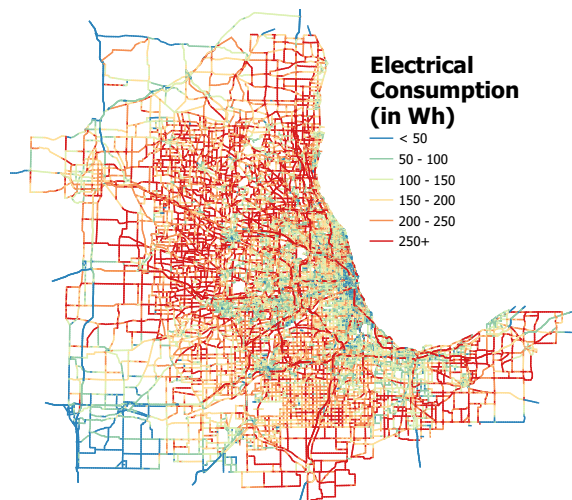 Electrical
Consumption
(in Wh)
< 50
50 - 100
100 - 150
150 - 200
200 - 250
250+